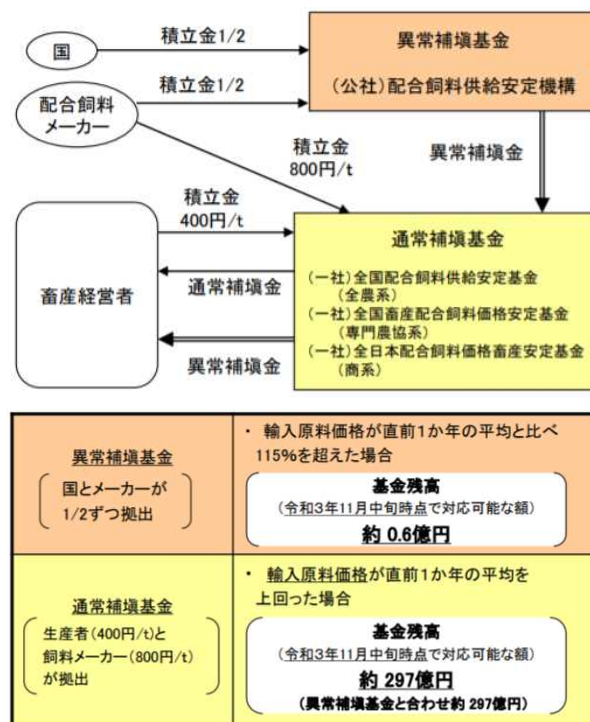 国
積立金1/2
配合飼料
メーカー
積立金1/2
異常補塡基金
(公社)配合飼料供給安定機構
積立金
800円/t
異常補塡金
積立金
400円/t
畜産経営者
通常補塡金
異常補塡金
通常補塡基金
(一社)全国配合飼料供給安定基金
(全農系)
(一社)全国畜産配合飼料価格安定基金
(専門農協系)
(一社)全日本配合飼料価格畜産安定基金
(商系)
異常補塡基金
国とメーカーが
1/2ずつ拠出
・ 輸入原料価格が直前1か年の平均と比べ
115%を超えた場合
基金残高
(令和3年11月中旬時点で対応可能な額)
約 0.6億円
通常補塡基金
生産者(400円/t)と
飼料メーカー(800円/t)
が拠出
・ 輸入原料価格が直前1か年の平均を
上回った場合
基金残高
(令和3年11月中旬時点で対応可能な額)
約 297億円
(異常補塡基金と合わせ約 297億円)